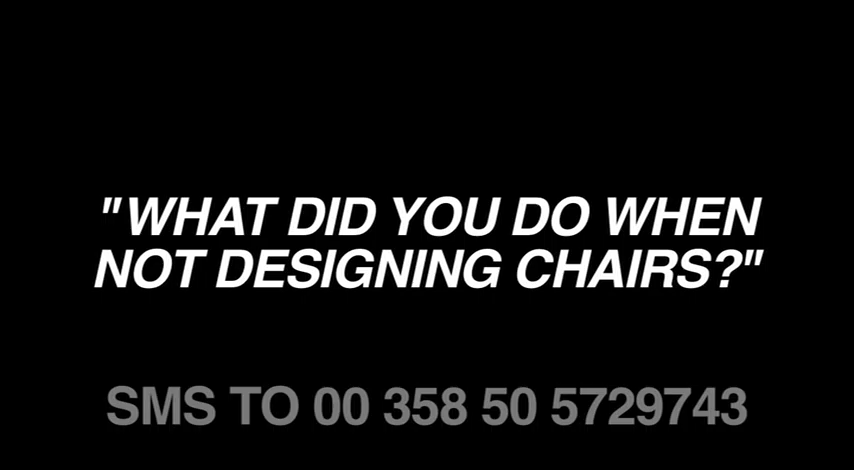 "WHAT DID YOU DO WHEN
NOT DESIGNING CHAIRS?"
SMS TO 00 358 50 5729743